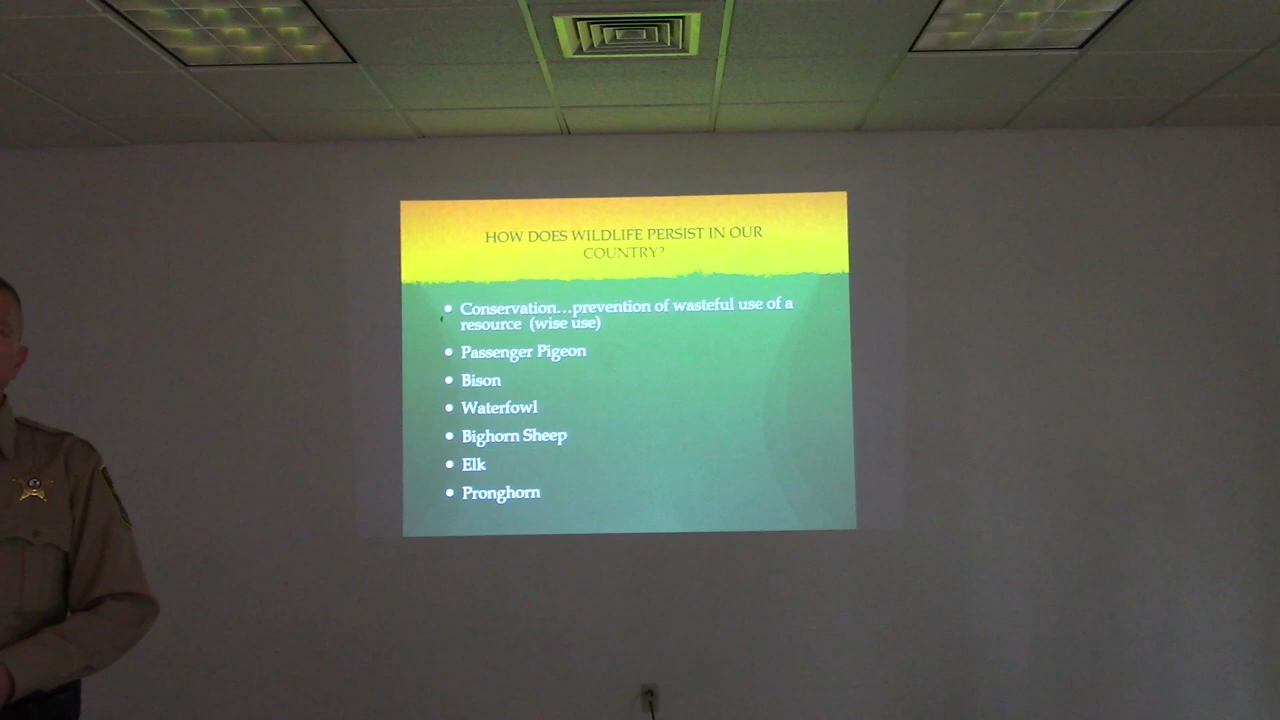 HOW DOES WILDLIFE PERSIST IN OUR
COUNTRY?
• Conservation...prevention of wasteful use of a
resource (wise use)
• Passenger Pigeon
• Bison
• Waterfowl
• Bighorn Sheep
• Elk
• Pronghorn